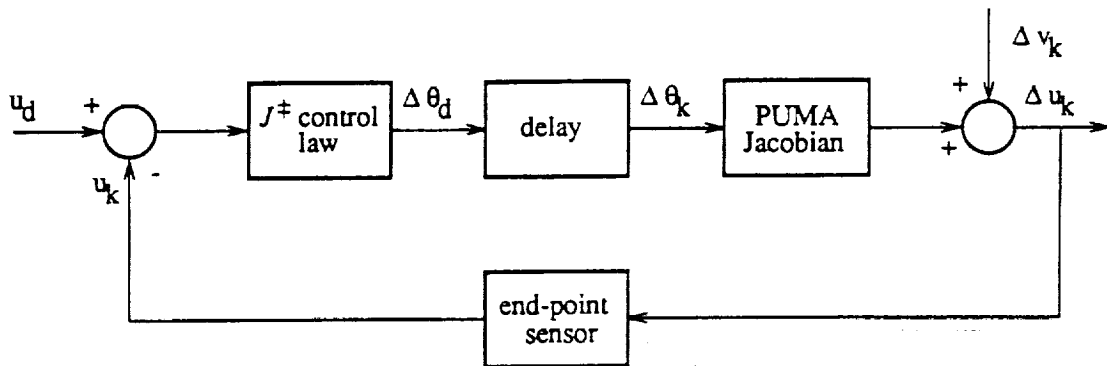 Δ v_k
u_d
+
J^‡ control
law
Δ θ_d
delay
Δ θ_k
PUMA
Jacobian
+
+
Δ u_k
u_k
-
end-point
sensor